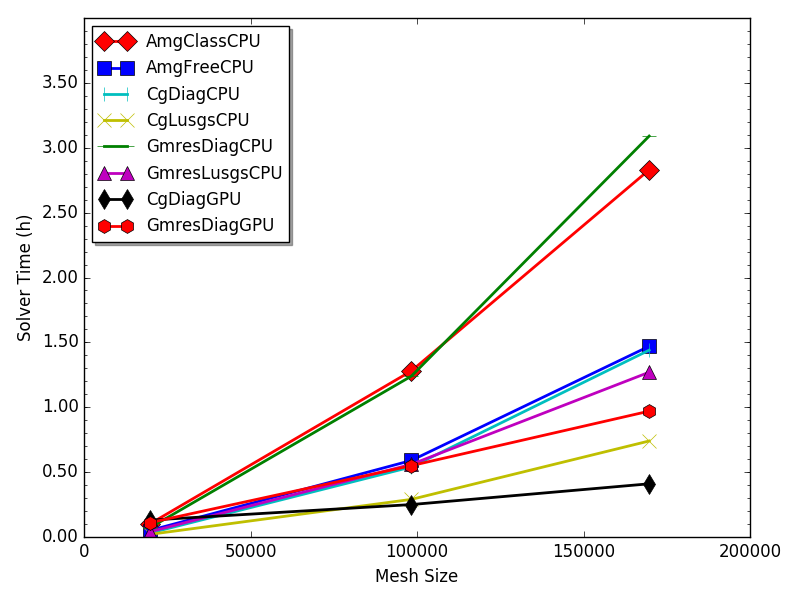 AmgClassCPU
AmgFreeCPU
CgDiagCPU
CgLusgsCPU
GmresDiagCPU
GmresLusgsCPU
CgDiagGPU
GmresDiagGPU
3.50
3.00
2.50
2.00
1.50
1.00
0.50
0.00
Solver Time (h)
0 50000 100000 150000 200000
Mesh Size